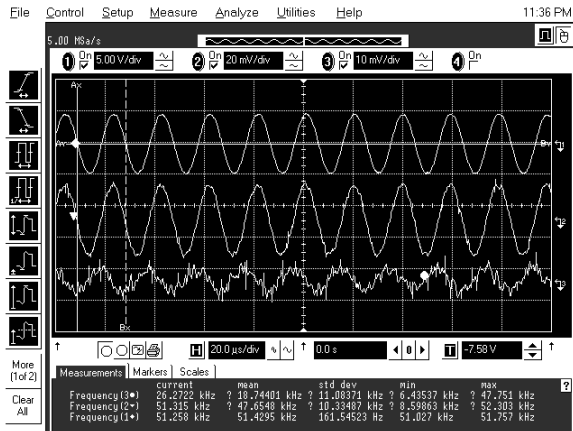 File Control Setup Measure Analyze Utilities Help 11:36 PM
5.00 MSa/s
1 On 5.00 V/div 2 On 20 mV/div 3 On 10 mV/div 4 On
Ax
Ay By
Bx
H 20.0 µs/div 0.0 s 0 T -7.58 V
More
(1of 2)
Clear
All
Measurements Markers Scales ?
current mean std dev min max
Frequency(3●) 26.2722 kHz ? 18.74401 kHz ? 11.08371 kHz ? 6.43537 kHz ? 47.751 kHz
Frequency(2▾) 51.315 kHz ? 47.6548 kHz ? 10.33487 kHz ? 8.59863 kHz ? 52.303 kHz
Frequency(1◆) 51.258 kHz 51.4295 kHz 161.54523 Hz 51.027 kHz 51.757 kHz